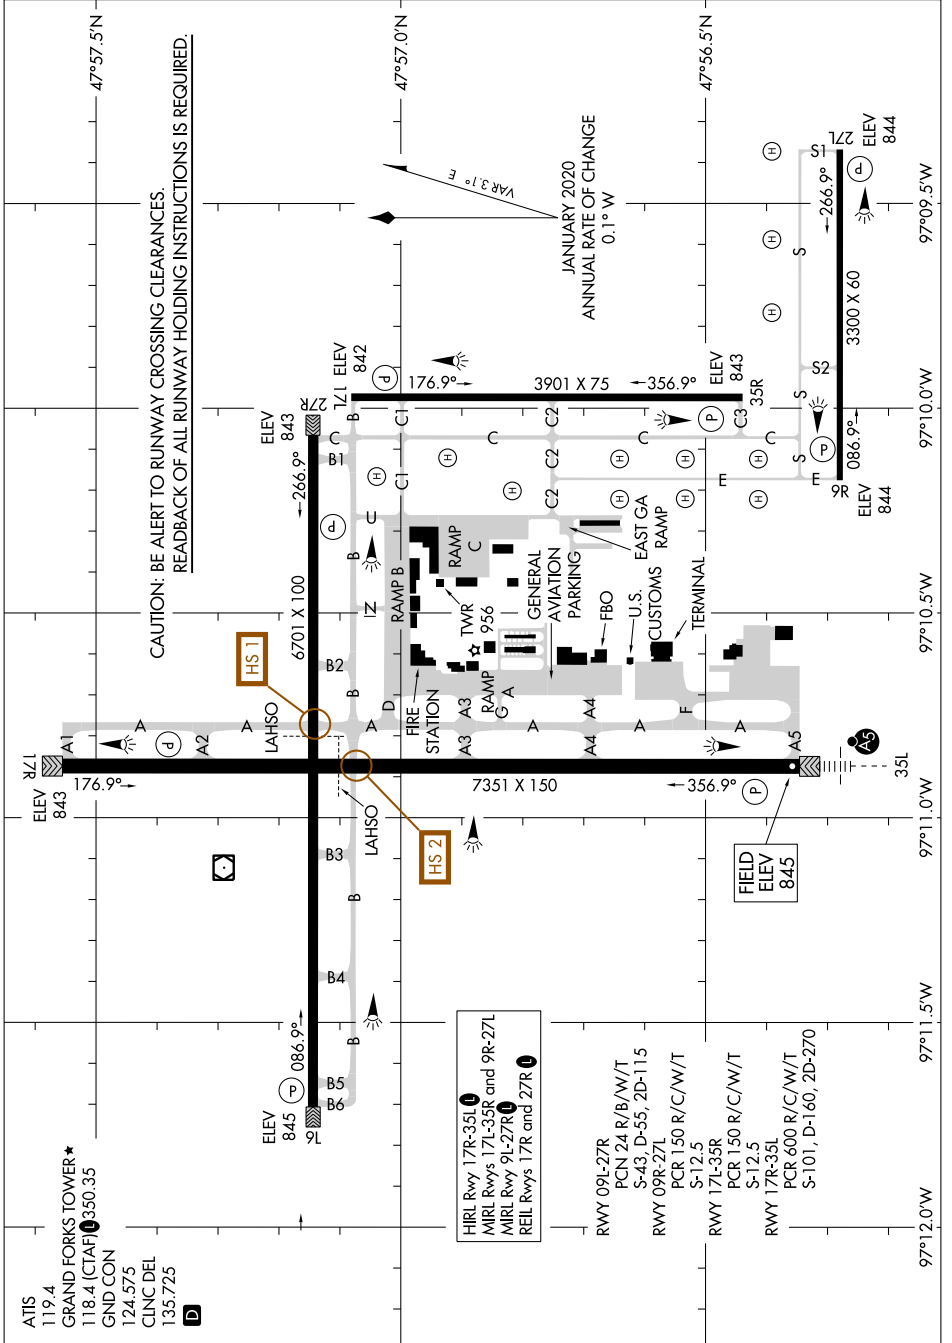 ATIS
119.4
GRAND FORKS TOWER★
118.4 (CTAF) L 350.35
GND CON
124.575
CLNC DEL
135.725
D
CAUTION: BE ALERT TO RUNWAY CROSSING CLEARANCES.
READBACK OF ALL RUNWAY HOLDING INSTRUCTIONS IS REQUIRED.
47°57.5'N
47°57.0'N
47°56.5'N
VAR 3.1° E
JANUARY 2020
ANNUAL RATE OF CHANGE
0.1° W
97°12.0'W
97°11.5'W
97°11.0'W
97°10.5'W
97°10.0'W
97°09.5'W
ELEV
843
17R
176.9°
A1
A
A2
A
P
LAHSO
HS 1
HS 2
LAHSO
ELEV
845
9L
086.9°
P
B6
B5
B
B4
B
B3
B2
B
B
B1
6701 X 100
P
266.9°
ELEV
843
27R
C
B
17L
ELEV
842
P
176.9°
3901 X 75
356.9°
ELEV
843
35R
P
C1
C1
C2
C2
C2
C
C
C
C3
H
H
H
H
H
H
H
H
H
H
H
H
H
E
E
S
S
S
S2
S1
27L
ELEV
844
P
266.9°
3300 X 60
086.9°
9R
ELEV
844
P
U
N
RAMP B
RAMP
C
TWR
956
GENERAL
AVIATION
PARKING
EAST GA
RAMP
FBO
U.S.
CUSTOMS
TERMINAL
FIRE
STATION
RAMP
A
D
A
A3
A3
G
A
A4
A4
F
A
A5
7351 X 150
356.9°
P
A5
35L
FIELD
ELEV
845
HIRL Rwy 17R-35L L
MIRL Rwys 17L-35R and 9R-27L
MIRL Rwy 9L-27R L
REIL Rwys 17R and 27R L
RWY 09L-27R
PCN 24 R/B/W/T
S-43, D-55, 2D-115
RWY 09R-27L
PCR 150 R/C/W/T
S-12.5
RWY 17L-35R
PCR 150 R/C/W/T
S-12.5
RWY 17R-35L
PCR 600 R/C/W/T
S-101, D-160, 2D-270